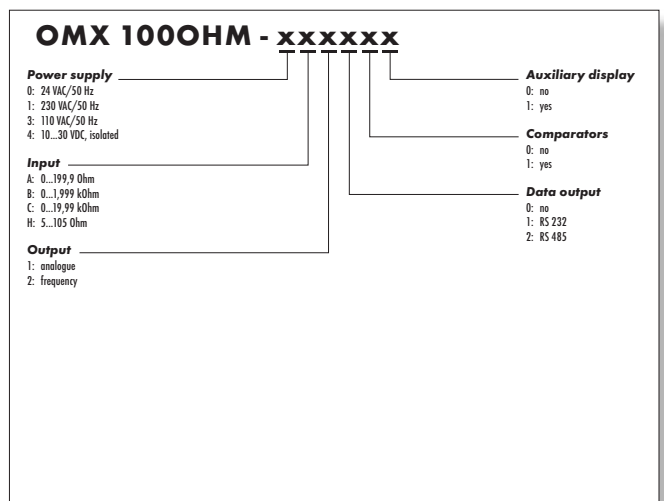 OMX 100OHM - xxxxxx
Power supply
0: 24 VAC/50 Hz
1: 230 VAC/50 Hz
3: 110 VAC/50 Hz
4: 10...30 VDC, isolated
Input
A: 0...199,9 Ohm
B: 0...1,999 kOhm
C: 0...19,99 kOhm
H: 5...105 Ohm
Output
1: analogue
2: frequency
Auxiliary display
0: no
1: yes
Comparators
0: no
1: yes
Data output
0: no
1: RS 232
2: RS 485